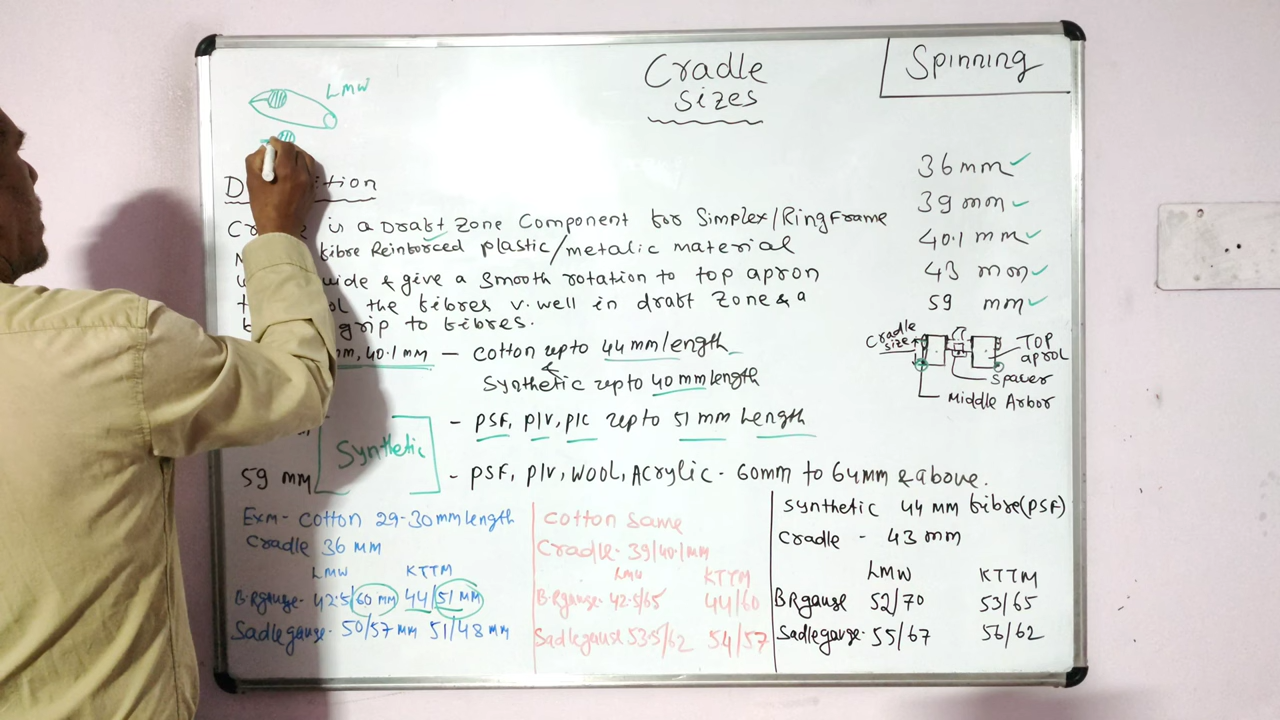 Cradle
Sizes
Spinning
LMW
36 mm
39 mm
40.1 mm
43 mm
59 mm
is a Draft Zone Component for Simplex/RingFrame
fibre Reinforced plastic/metalic material
& give a smooth rotation to top apron
the fibres v. well in draft Zone & a
grip to fibres.
40.1 mm - cotton upto 44 mm length
Synthetic upto 40 mm length
- PSF, P/V, P/C upto 51 mm Length
Synthetic
59 mm - PSF, P/V, Wool, Acrylic - 60mm to 64mm & above.
Cradle
size
Top
aprol
Spacer
Middle Arbor
Exm- Cotton 29-30 mm length
Cradle 36 mm
LMW KTTM
B.R gauge- 42.5/60 mm 44/51 MM
Sadle gauge- 50/57 mm 51/48 mm
Cotton Same
Cradle- 39/40.1 mm
LMW KTTM
B.R gauge- 42.5/65 44/60
Sadle gause 53.5/62 54/57
Synthetic 44 mm fibre (PSF)
Cradle - 43 mm
LMW KTTM
BR gauge 52/70 53/65
Sadle gauge- 55/67 56/62